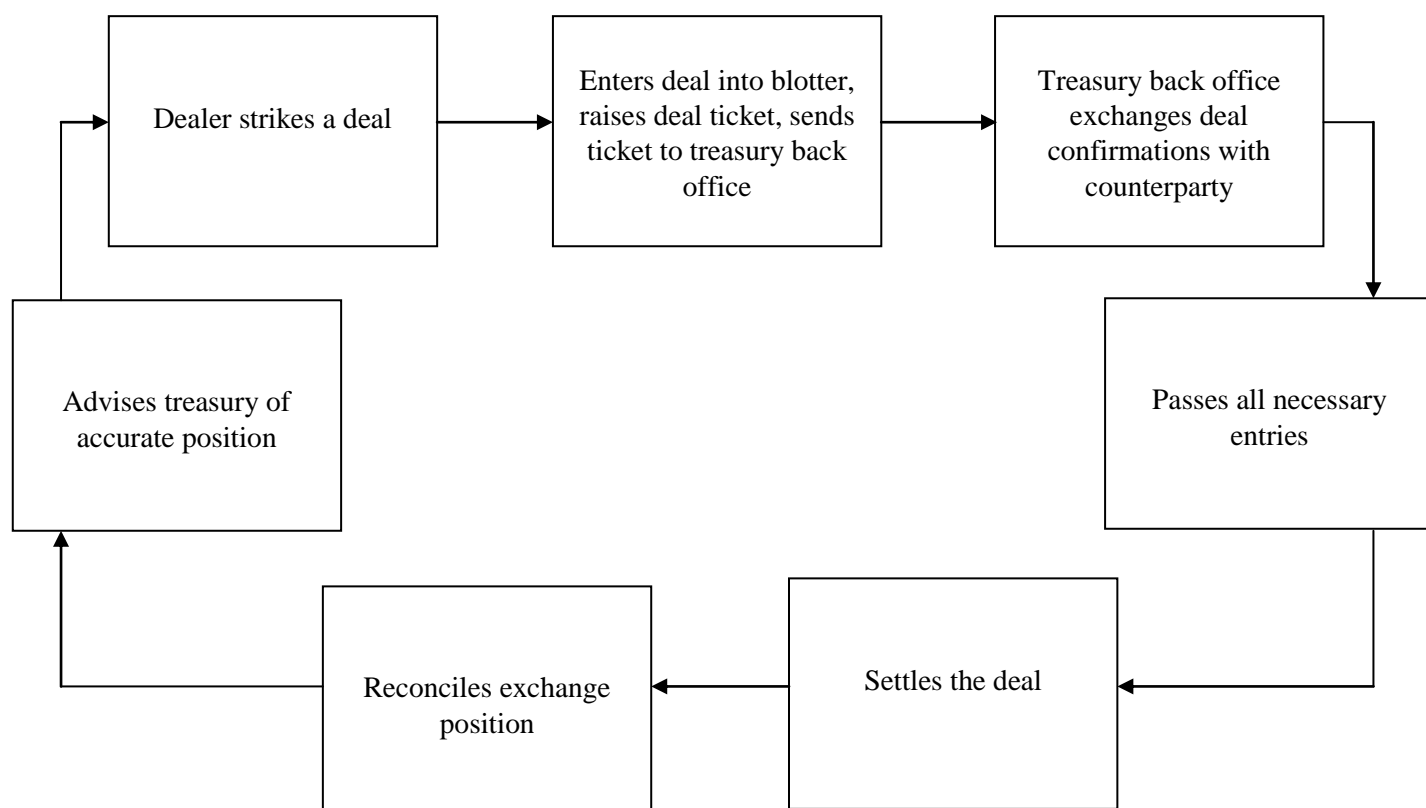 Dealer strikes a deal
Enters deal into blotter,
raises deal ticket, sends
ticket to treasury back
office
Treasury back office
exchanges deal
confirmations with
counterparty
Passes all necessary
entries
Settles the deal
Reconciles exchange
position
Advises treasury of
accurate position